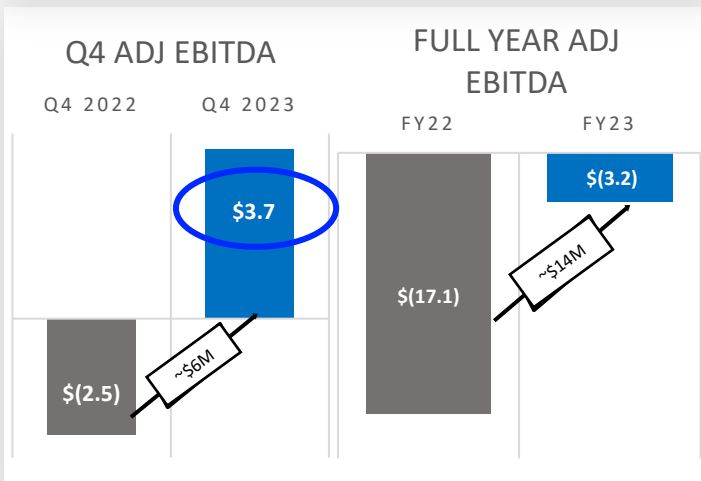 Q4 ADJ EBITDA
Q4 2022
Q4 2023
$3.7
$(2.5)
~$6M
FULL YEAR ADJ
EBITDA
FY22
FY23
$(3.2)
$(17.1)
~$14M